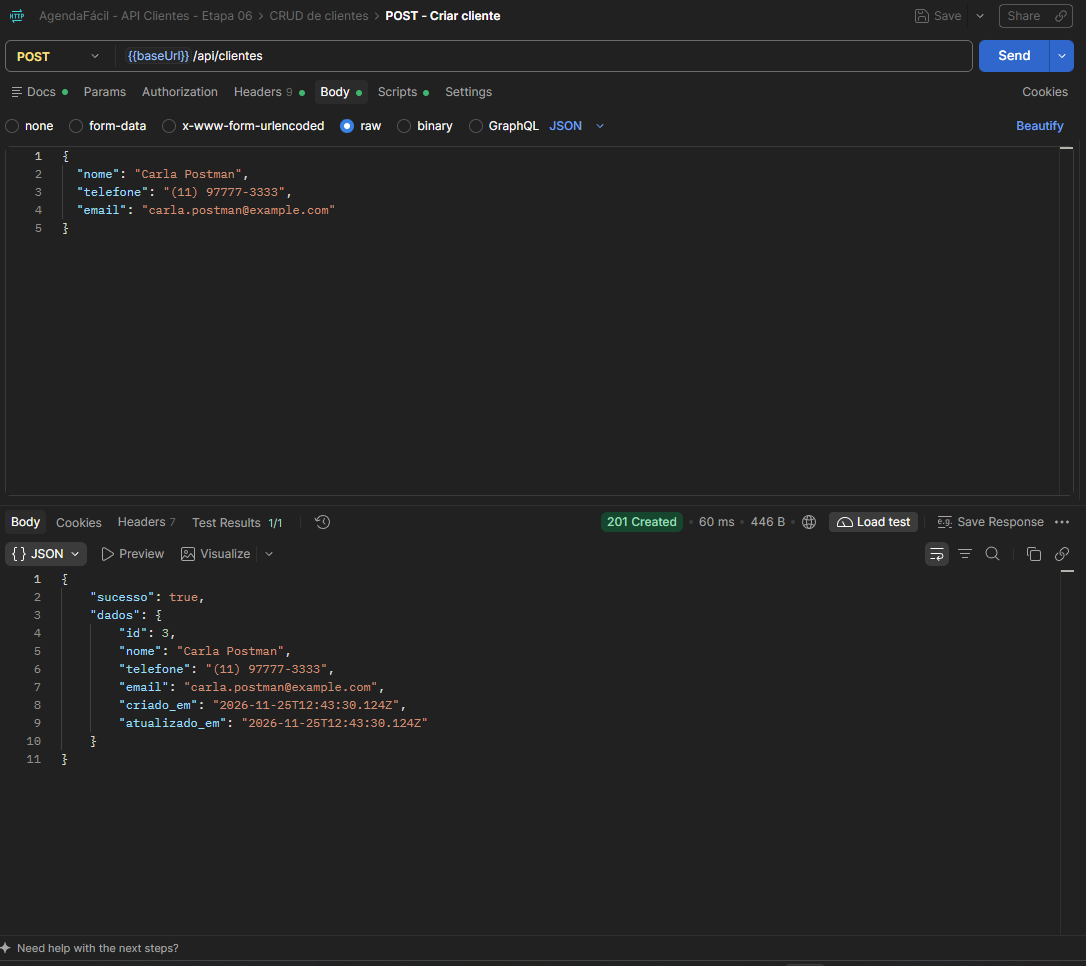 HTTP AgendaFácil - API Clientes - Etapa 06 > CRUD de clientes > POST - Criar cliente Save Share
POST {{baseUrl}} /api/clientes Send
Docs Params Authorization Headers 9 Body Scripts Settings Cookies
none form-data x-www-form-urlencoded raw binary GraphQL JSON Beautify
1 {
2 "nome": "Carla Postman",
3 "telefone": "(11) 97777-3333",
4 "email": "carla.postman@example.com"
5 }
Body Cookies Headers 7 Test Results 1/1 201 Created • 60 ms • 446 B • Load test e.g. Save Response •••
{} JSON Preview Visualize
1 {
2 "sucesso": true,
3 "dados": {
4 "id": 3,
5 "nome": "Carla Postman",
6 "telefone": "(11) 97777-3333",
7 "email": "carla.postman@example.com",
8 "criado_em": "2026-11-25T12:43:30.124Z",
9 "atualizado_em": "2026-11-25T12:43:30.124Z"
10 }
11 }
Need help with the next steps?